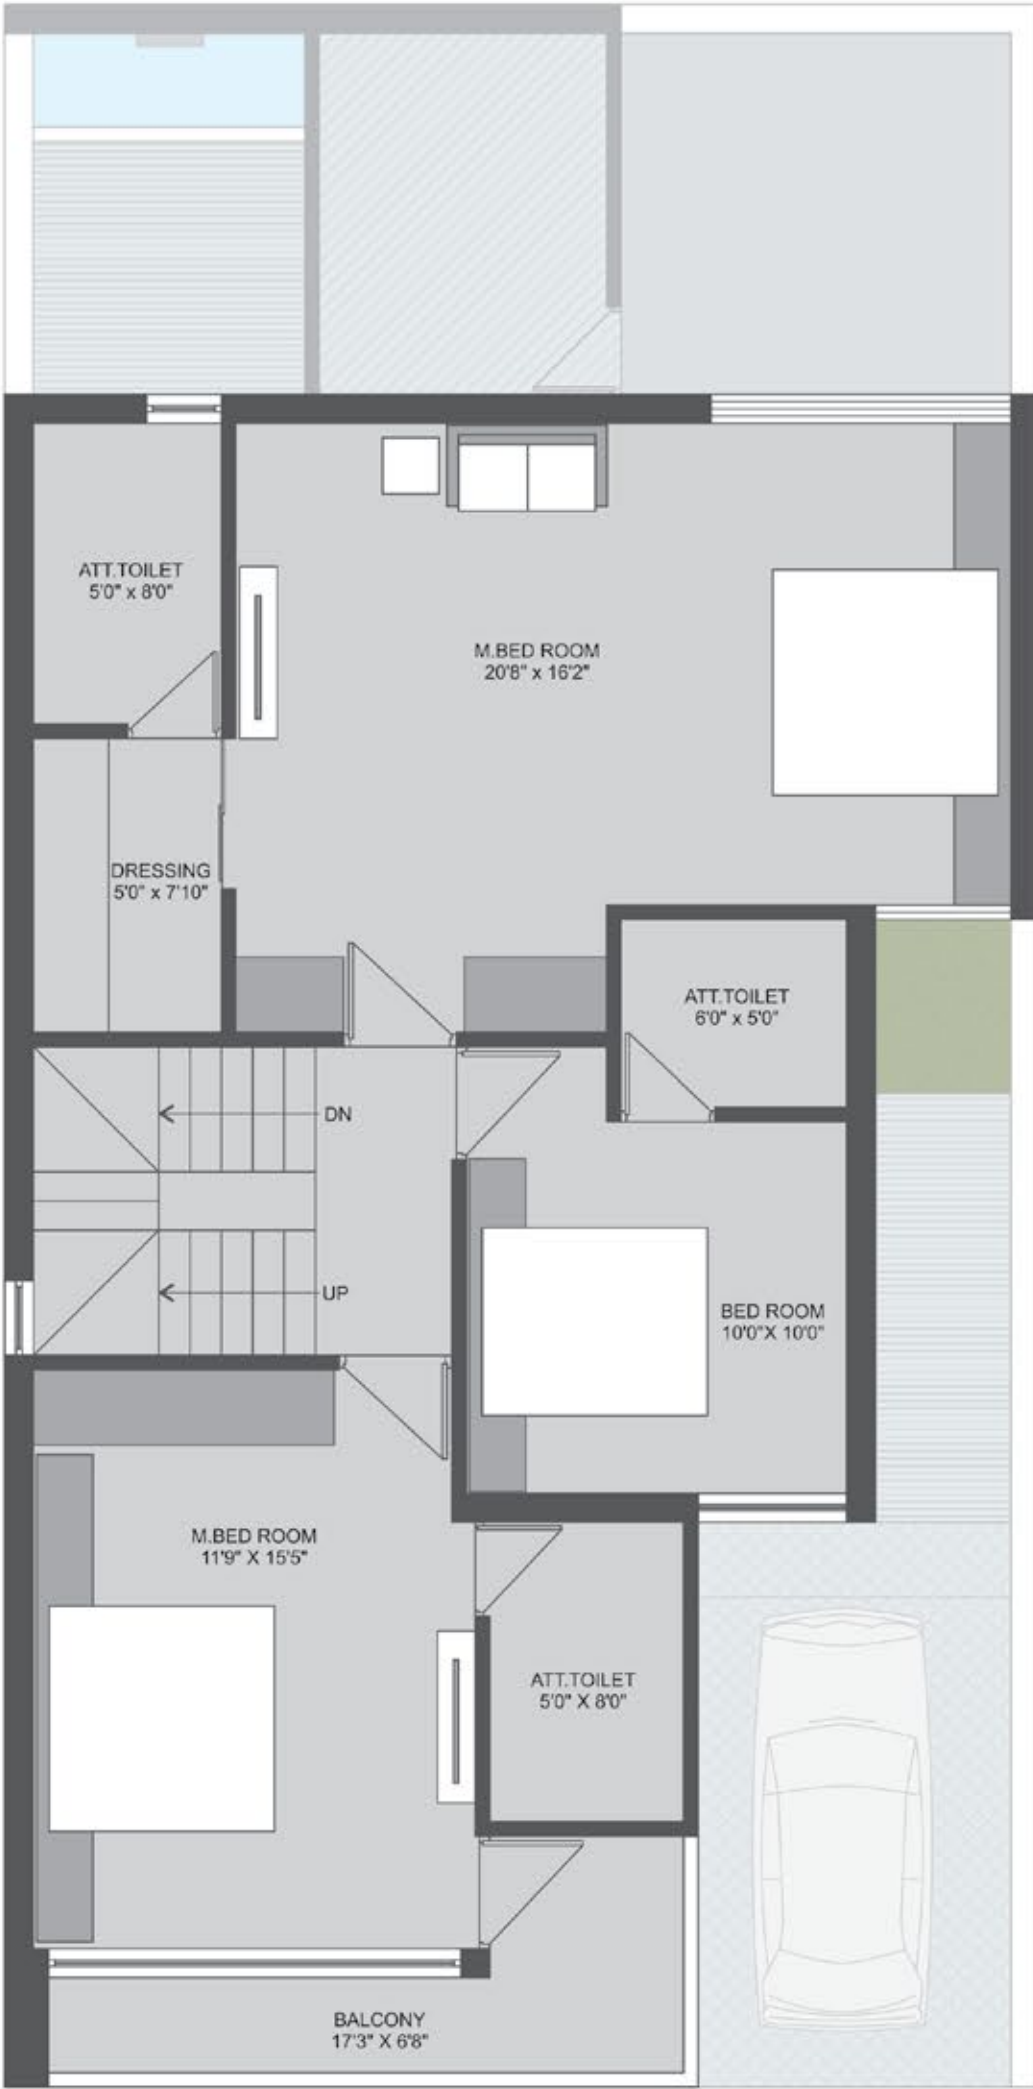 ATT.TOILET
5'0" x 8'0"
M.BED ROOM
20'8" x 16'2"
DRESSING
5'0" x 7'10"
ATT.TOILET
6'0" x 5'0"
DN
UP
BED ROOM
10'0"X 10'0"
M.BED ROOM
11'9" X 15'5"
ATT.TOILET
5'0" X 8'0"
BALCONY
17'3" X 6'8"